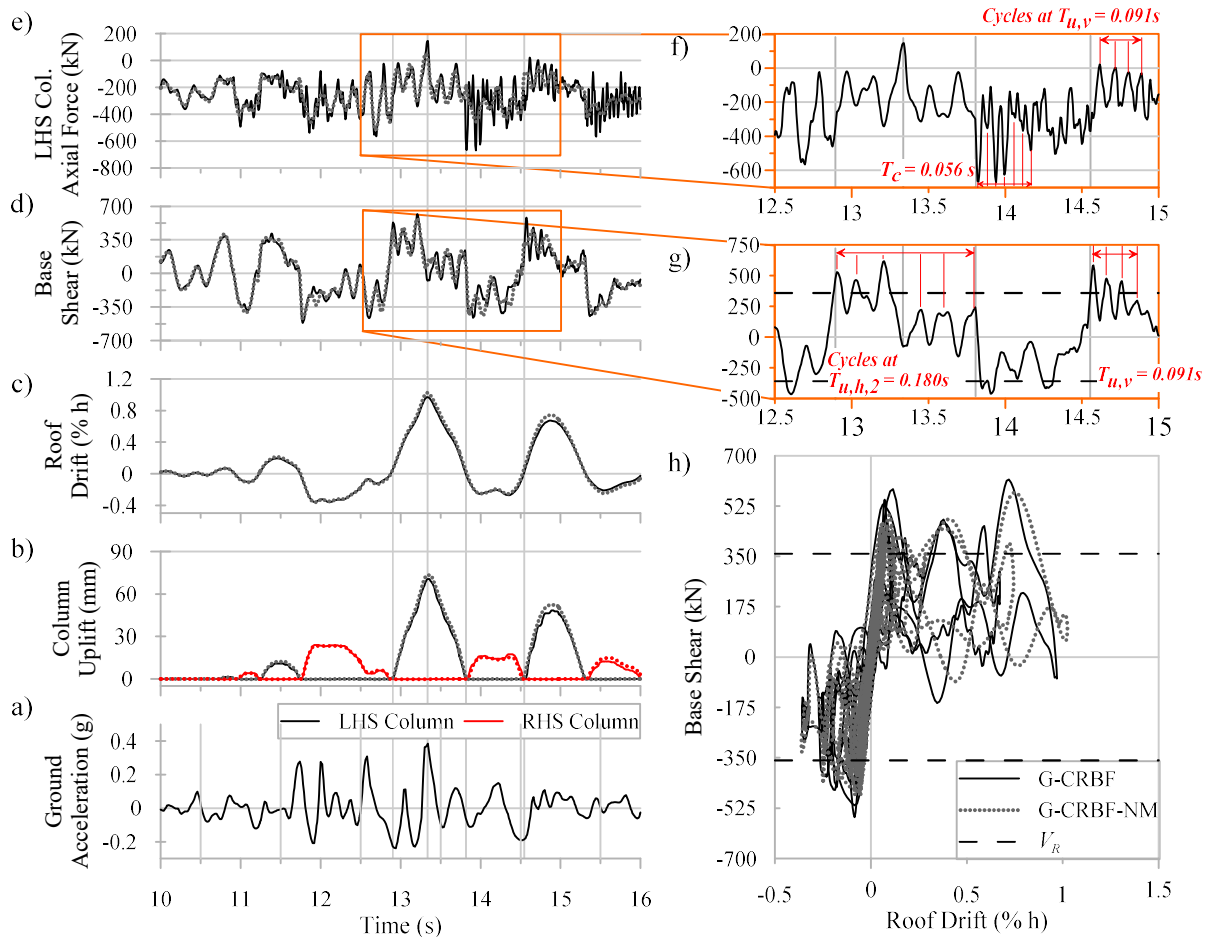 e)
LHS Col.
Axial Force (kN)
200
0
-200
-400
-600
-800
d)
Base
Shear (kN)
700
350
0
-350
-700
c)
Roof
Drift (% h)
1.2
0.8
0.4
0
-0.4
b)
Column
Uplift (mm)
90
60
30
0
a)
Ground
Acceleration (g)
LHS Column
RHS Column
0.4
0.2
0
-0.2
10 11 12 13 14 15 16
Time (s)
f)
Cycles at Tu,v = 0,091s
200
0
-200
-400
-600
Tc = 0,056 s
12.5 13 13.5 14 14.5 15
g)
750
500
250
0
-250
-500
Cycles at
Tu,h,2 = 0.180s
Tu,v = 0.091s
12.5 13 13.5 14 14.5 15
h)
Base Shear (kN)
700
525
350
175
0
-175
-350
-525
-700
G-CRBF
G-CRBF-NM
VR
-0.5 0 0.5 1 1.5
Roof Drift (% h)